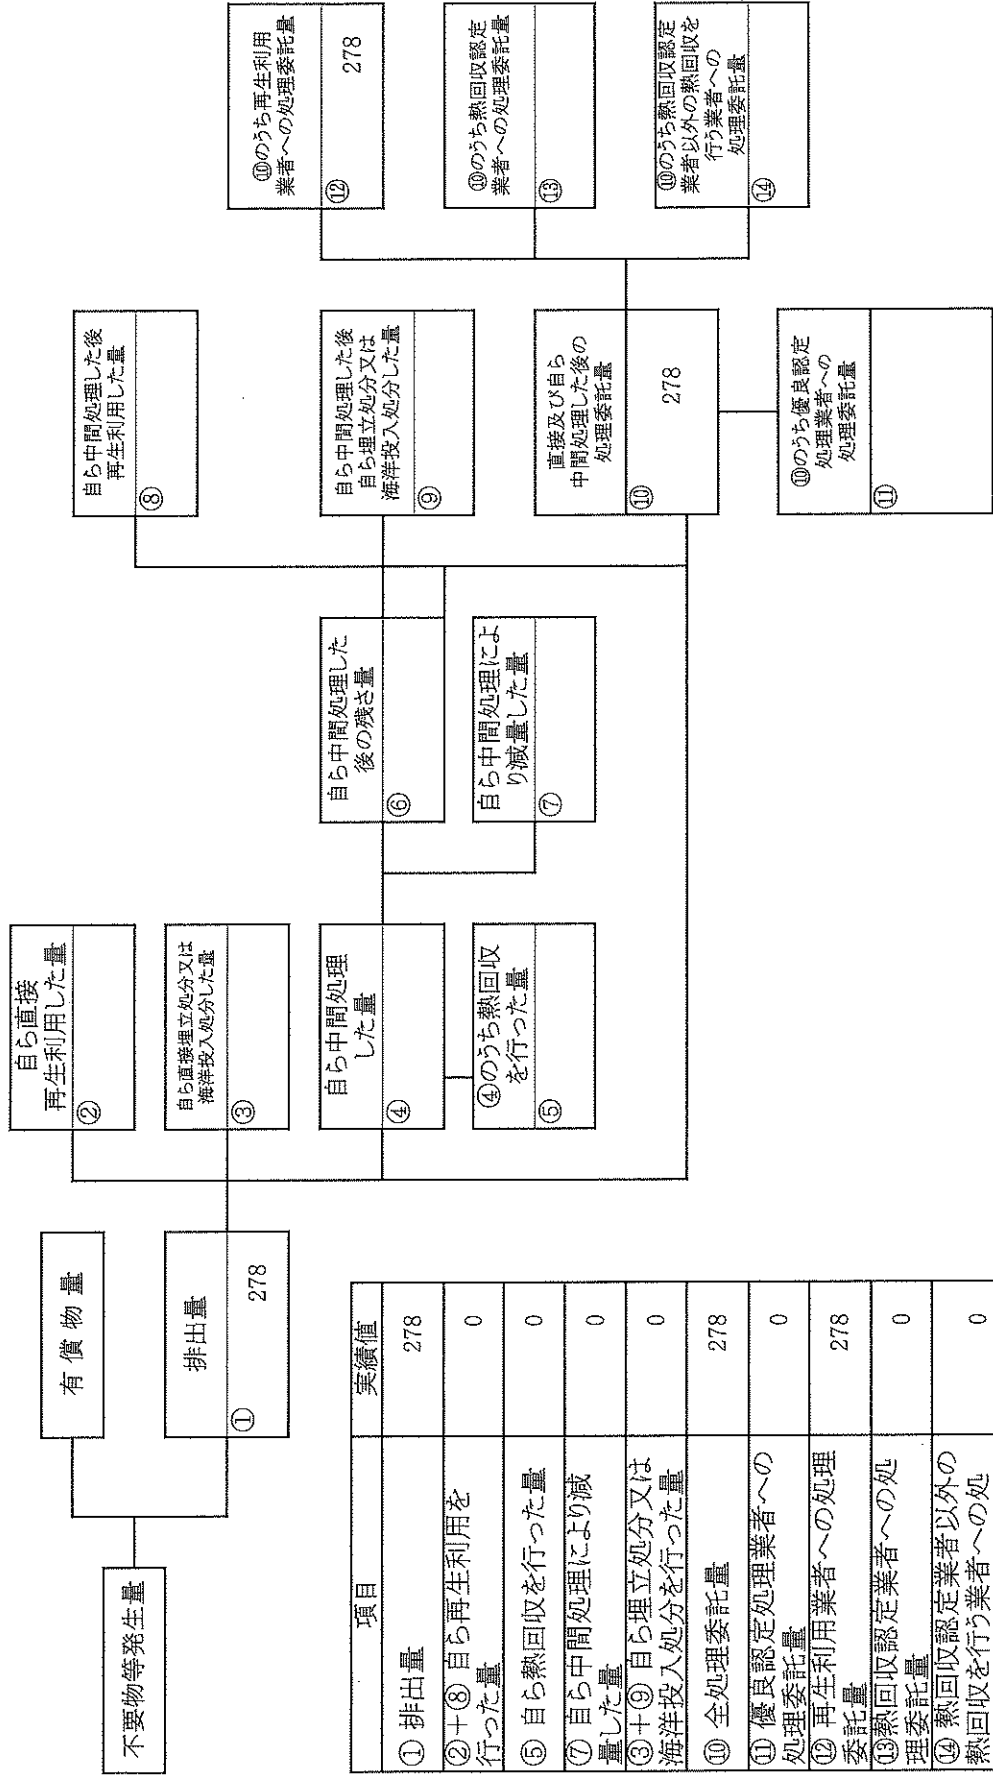 不要物等発生量
有償物量
排出量
①
278
自ら直接
再生利用した量
②
自ら直接埋立処分又は
海洋投入処分した量
③
自ら中間処理
した量
④
④のうち熱回収
を行った量
⑤
自ら中間処理した
後の残さ量
⑥
自ら中間処理によ
り減量した量
⑦
自ら中間処理した後
再生利用した量
⑧
自ら中間処理した後
自ら埋立処分又は
海洋投入処分した量
⑨
直接及び自ら
中間処理した後の
処理委託量
⑩
278
⑩のうち優良認定
処理業者への
処理委託量
⑪
⑩のうち再生利用
業者への処理委託量
⑫
278
⑩のうち熱回収認定
業者への処理委託量
⑬
⑩のうち熱回収認定
業者以外の熱回収を
行う業者への
処理委託量
⑭
項目 実績値
① 排出量 278
②+⑧ 自ら再生利用を
行った量 0
⑤ 自ら熱回収を行った量 0
⑦ 自ら中間処理により減
量した量 0
③+⑨ 自ら埋立処分又は
海洋投入処分を行った量 0
⑩ 全処理委託量 278
⑪ 優良認定処理業者への
処理委託量 0
⑫ 再生利用業者への処理
委託量 278
⑬熱回収認定業者への処
理委託量 0
⑭ 熱回収認定業者以外の
熱回収を行う業者への処 0